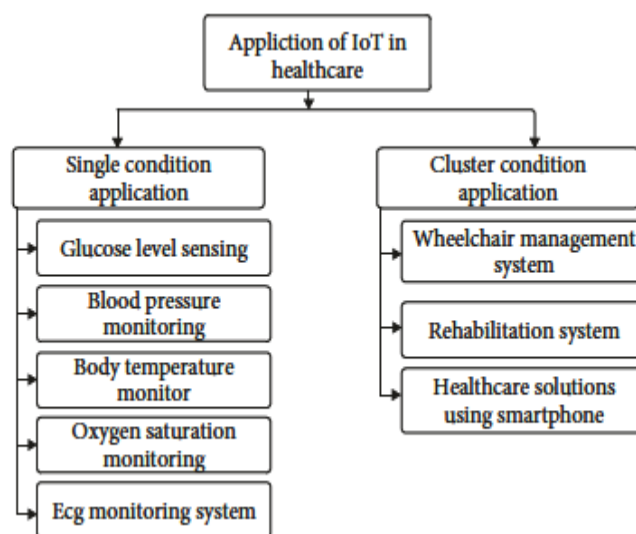 Appliction of IoT in
healthcare
Single condition
application
Glucose level sensing
Blood pressure
monitoring
Body temperature
monitor
Oxygen saturation
monitoring
Ecg monitoring system
Cluster condition
application
Wheelchair management
system
Rehabilitation system
Healthcare solutions
using smartphone